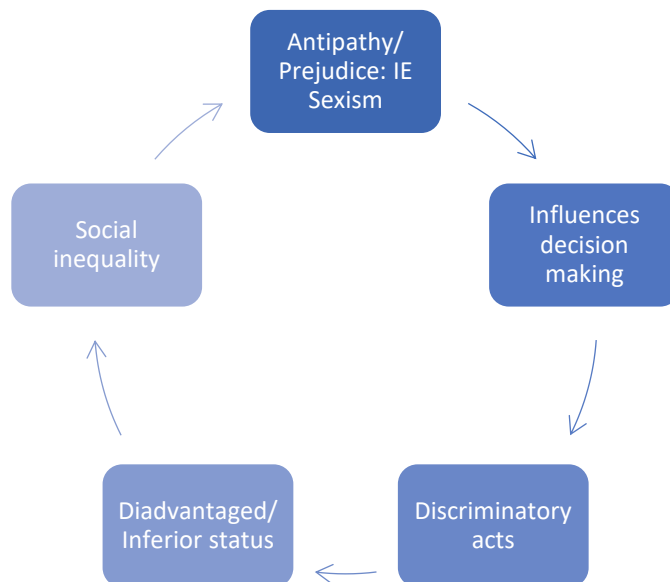 Antipathy/
Prejudice: IE
Sexism
Influences
decision
making
Discriminatory
acts
Diadvantaged/
Inferior status
Social
inequality